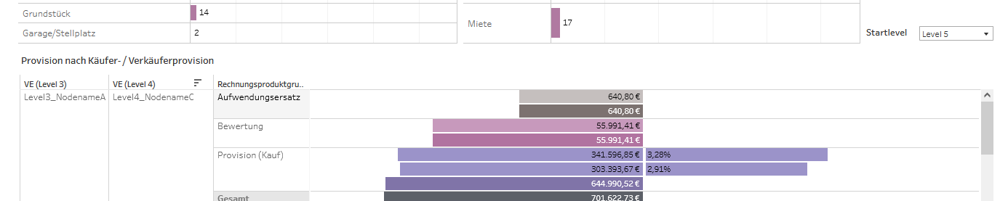 Grundstück 14
Garage/Stellplatz 2
Miete 17
Startlevel Level 5
Provision nach Käufer- / Verkäuferprovision
VE (Level 3) VE (Level 4) Rechnungsproduktgru..
Level3_NodenameA Level4_NodenameC Aufwendungsersatz 640,80 €
640,80 €
Bewertung 55.991,41 €
55.991,41 €
Provision (Kauf) 341.596,85 € 3,28%
303.393,67 € 2,91%
644.990,52 €
Gesamt 701.622,73 €